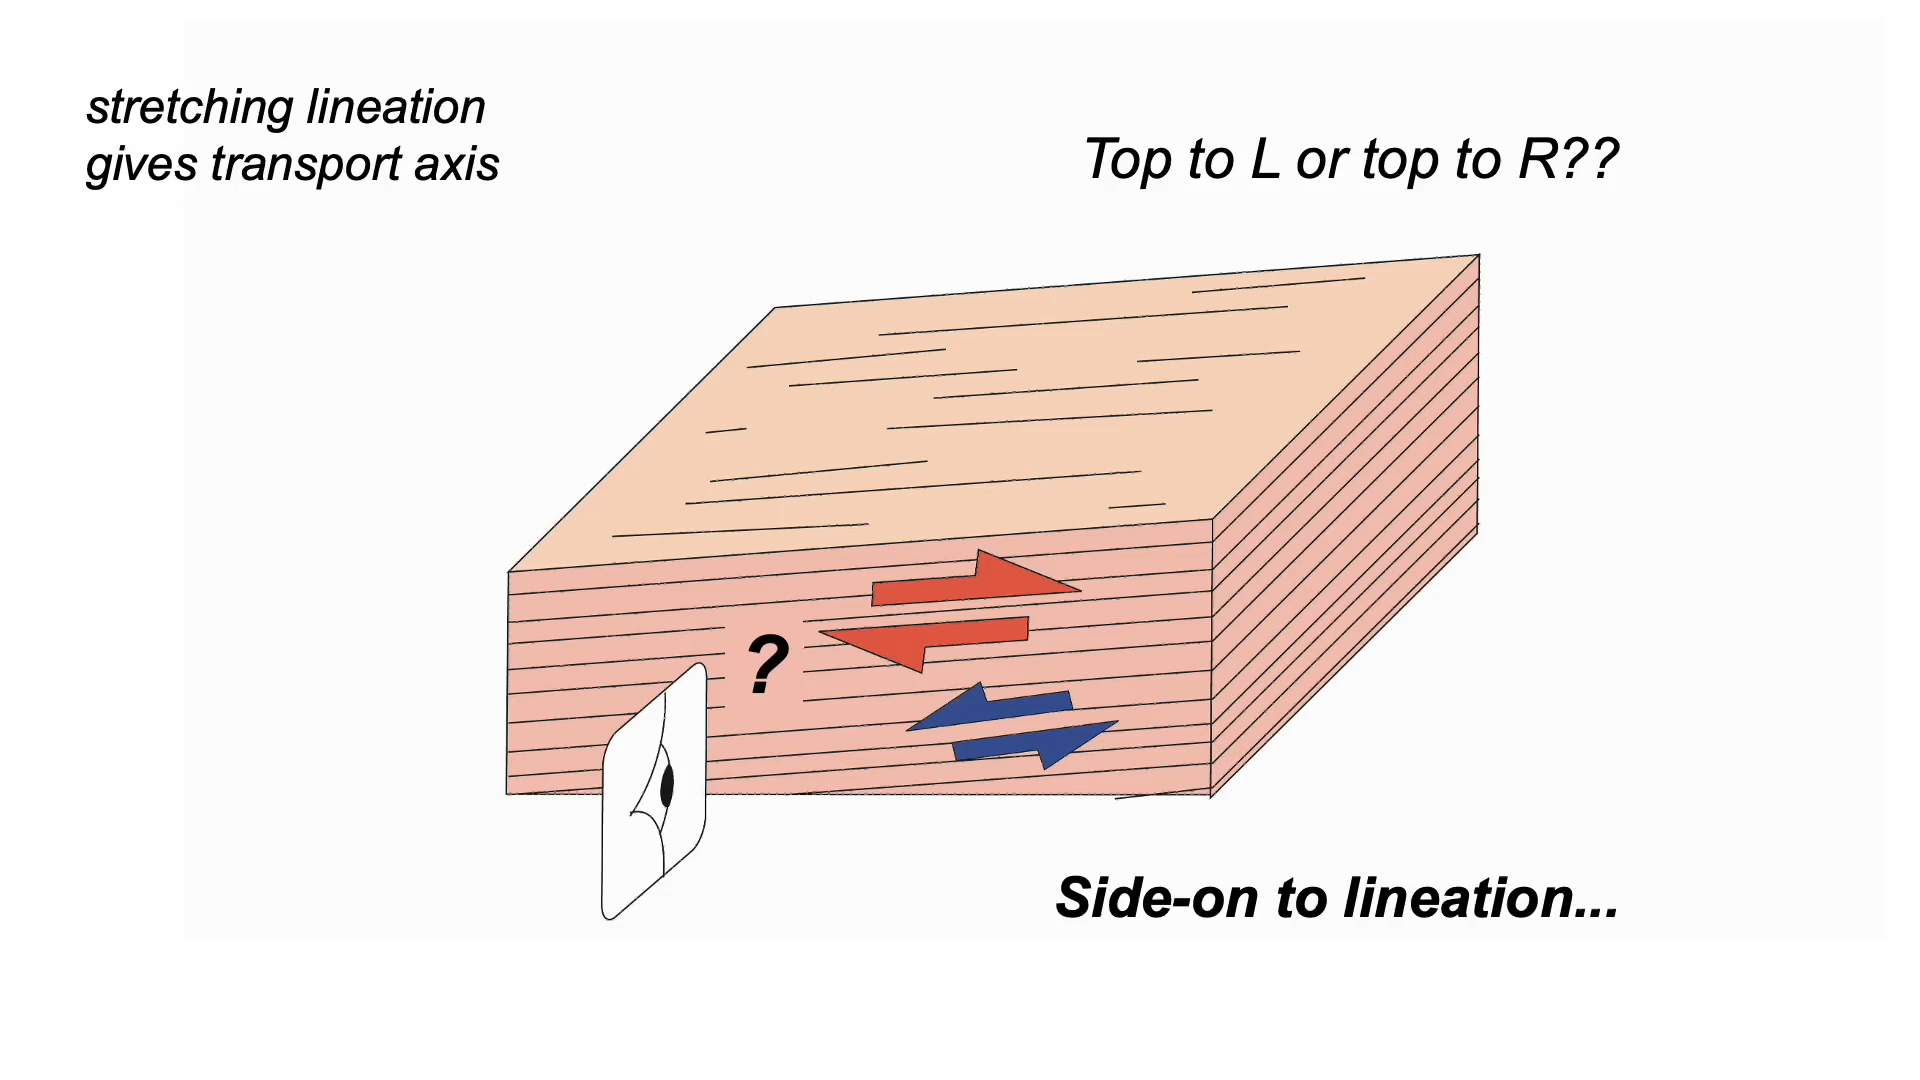 stretching lineation
gives transport axis
Top to L or top to R??
?
Side-on to lineation...